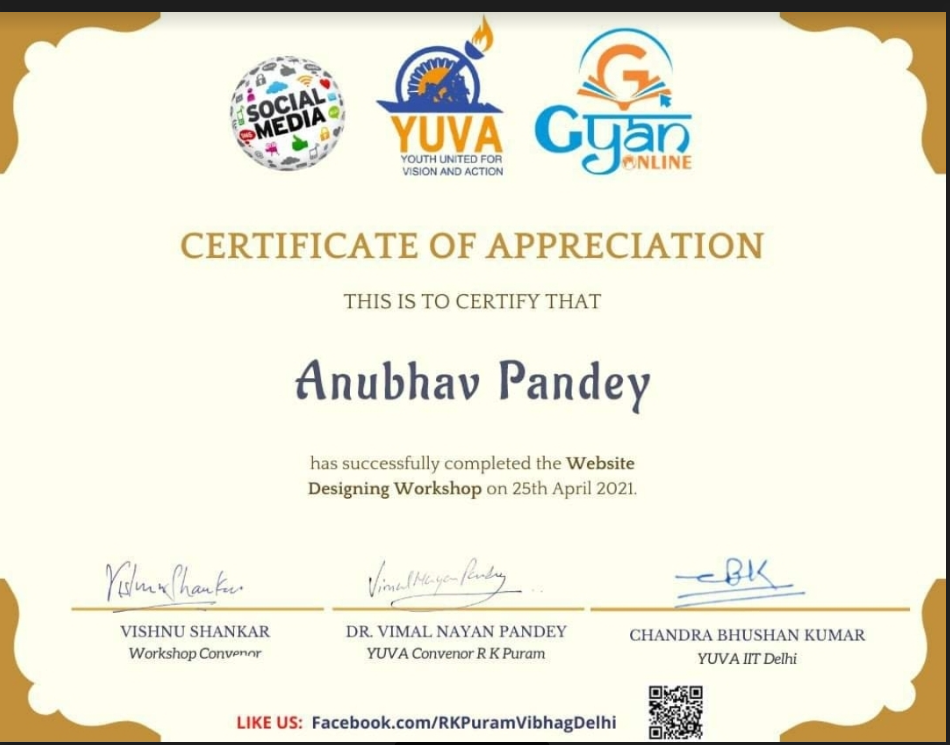 SOCIAL
MEDIA
YUVA
YOUTH UNITED FOR
VISION AND ACTION
G
Gyan
ONLINE
CERTIFICATE OF APPRECIATION
THIS IS TO CERTIFY THAT
Anubhav Pandey
has successfully completed the Website
Designing Workshop on 25th April 2021.
Vishnu Shankar
Vimal Nayan Pandey
CBK
VISHNU SHANKAR
Workshop Convenor
DR. VIMAL NAYAN PANDEY
YUVA Convenor R K Puram
CHANDRA BHUSHAN KUMAR
YUVA IIT Delhi
LIKE US: Facebook.com/RKPuramVibhagDelhi